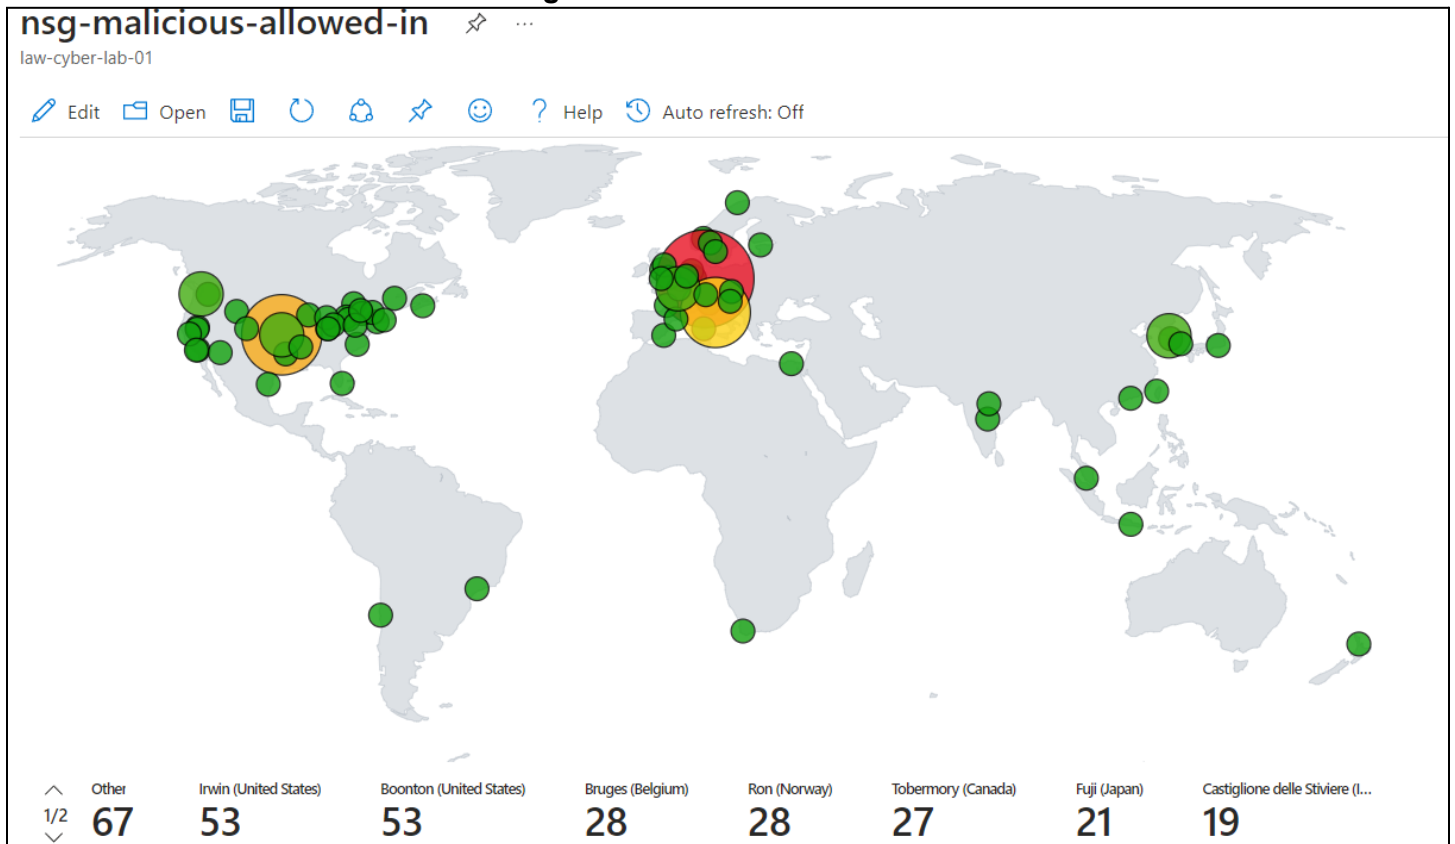 nsg-malicious-allowed-in ...
law-cyber-lab-01
Edit Open ? Help Auto refresh: Off
Other Irwin (United States) Boonton (United States) Bruges (Belgium) Ron (Norway) Tobermory (Canada) Fuji (Japan) Castiglione delle Stiviere (I...
1/2 67 53 53 28 28 27 21 19